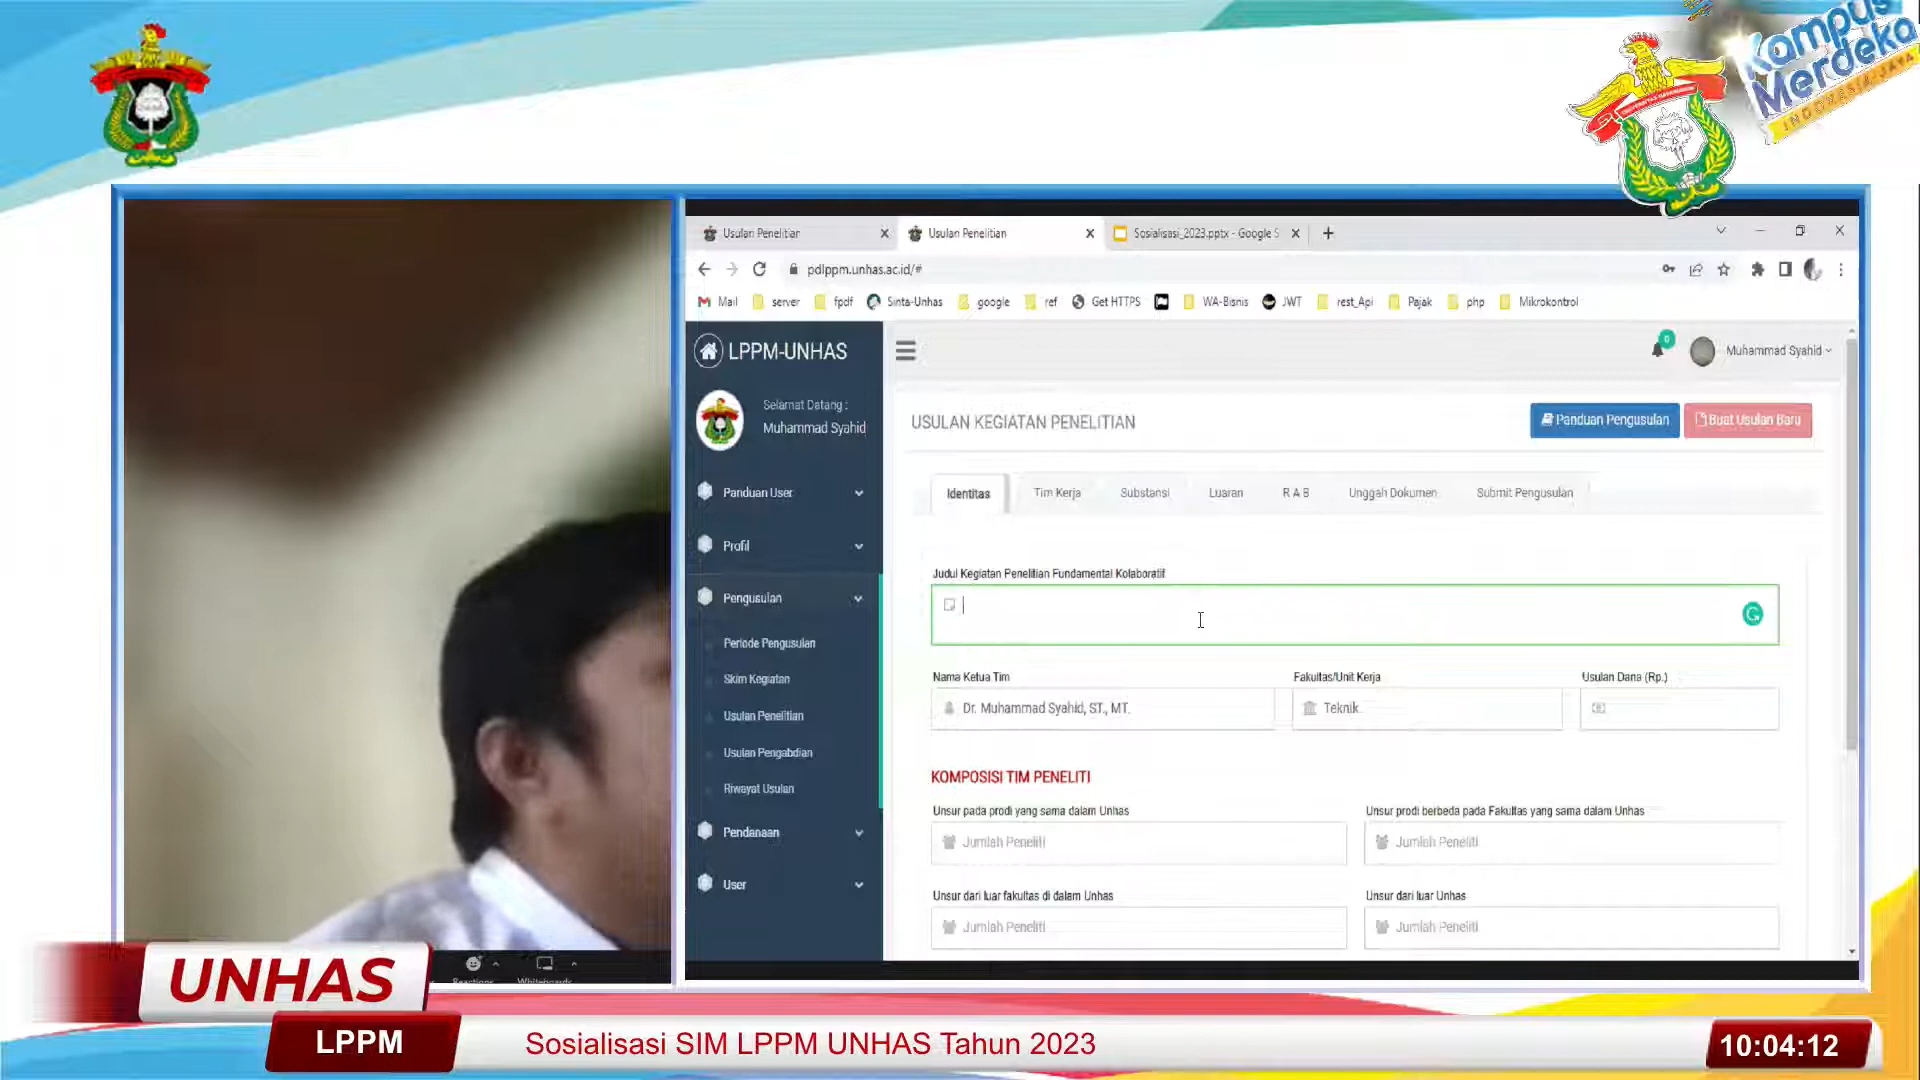 Kampus
Merdeka
INDONESIA JAYA
Usulan Penelitian
Usulan Penelitian
Sosialisasi_2023.pptx - Google S
pdlppm.unhas.ac.id/#
Mail server fpdf Sinta-Unhas google ref Get HTTPS WA-Bisnis JWT rest_Api Pajak php Mikrokontrol
LPPM-UNHAS
0
Muhammad Syahid
Selamat Datang :
Muhammad Syahid
USULAN KEGIATAN PENELITIAN
Panduan Pengusulan
Buat Usulan Baru
Panduan User
Profil
Pengusulan
Periode Pengusulan
Skim Kegiatan
Usulan Penelitian
Usulan Pengabdian
Riwayat Usulan
Pendanaan
User
Identitas Tim Kerja Substansi Luaran R A B Unggah Dokumen Submit Pengusulan
Judul Kegiatan Penelitian Fundamental Kolaboratif
Nama Ketua Tim Fakultas/Unit Kerja Usulan Dana (Rp.)
Dr. Muhammad Syahid, ST., MT. Teknik
KOMPOSISI TIM PENELITI
Unsur pada prodi yang sama dalam Unhas Unsur prodi berbeda pada Fakultas yang sama dalam Unhas
Jumlah Peneliti Jumlah Peneliti
Unsur dari luar fakultas di dalam Unhas Unsur dari luar Unhas
Jumlah Peneliti Jumlah Peneliti
Reactions Whiteboards
UNHAS
LPPM
Sosialisasi SIM LPPM UNHAS Tahun 2023
10:04:12